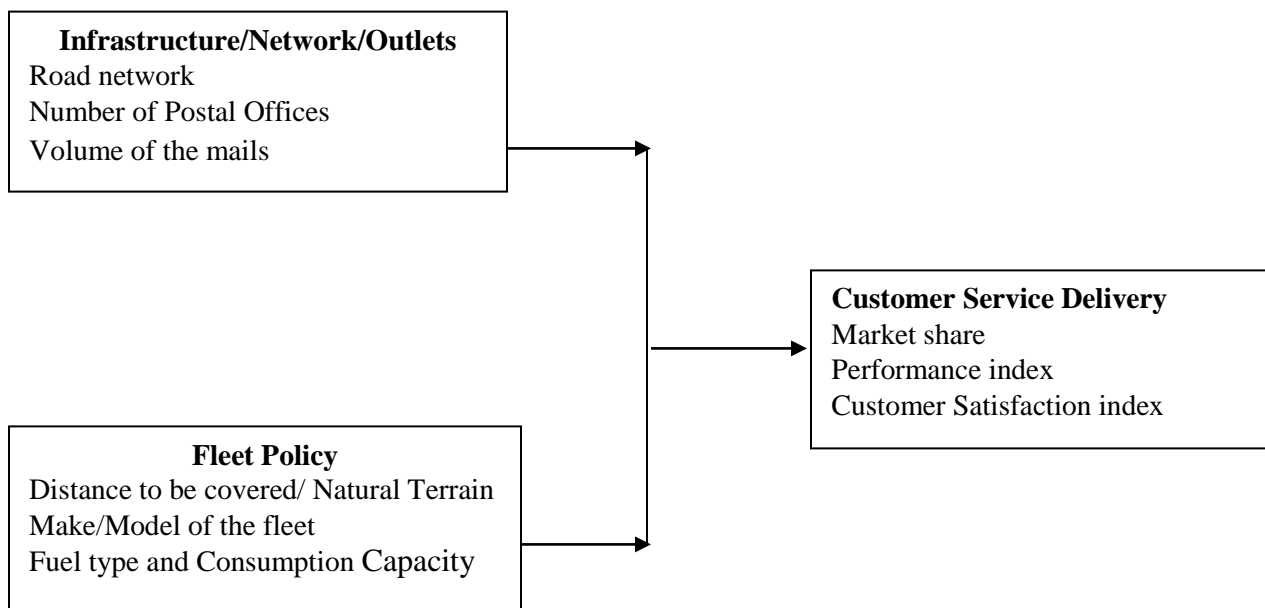 Infrastructure/Network/Outlets
Road network
Number of Postal Offices
Volume of the mails
Customer Service Delivery
Market share
Performance index
Customer Satisfaction index
Fleet Policy
Distance to be covered/ Natural Terrain
Make/Model of the fleet
Fuel type and Consumption Capacity